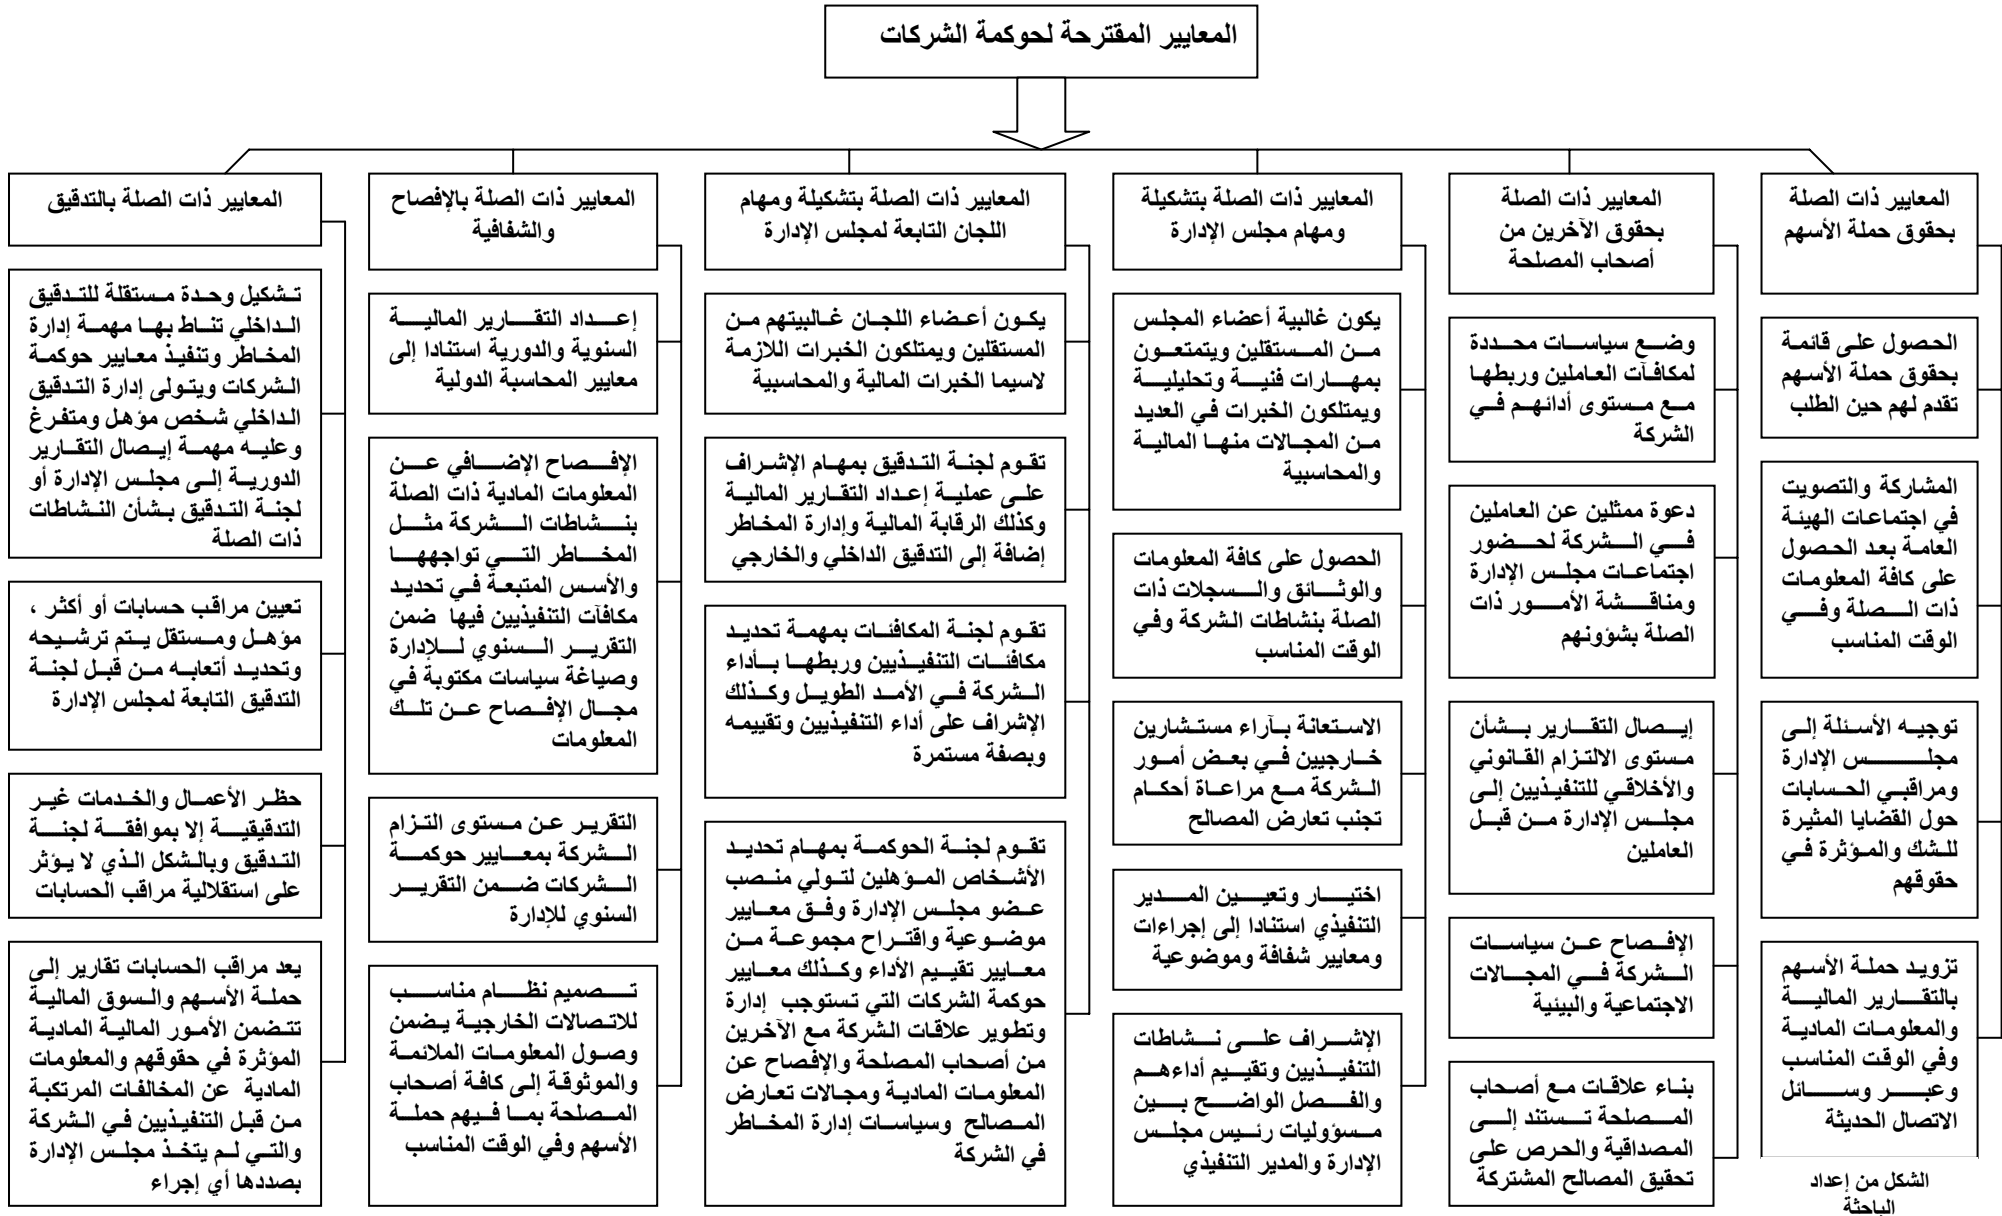 المعايير المقترحة لحوكمة الشركات
المعايير ذات الصلة
بحقوق حملة الأسهم
الحصول على قائمة
بحقوق حملة الأسهم
تقدم لهم حين الطلب
المشاركة والتصويت
في اجتماعات الهيئة
العامة بعد الحصول
على كافة المعلومات
ذات الصلة وفي
الوقت المناسب
توجيه الأسئلة إلى
مجلس الإدارة
ومراقبي الحسابات
حول القضايا المثيرة
للشك والمؤثرة في
حقوقهم
تزويد حملة الأسهم
بالتقارير المالية
والمعلومات المادية
وفي الوقت المناسب
وعبر وسائل
الاتصال الحديثة
الشكل من إعداد
الباحثة
المعايير ذات الصلة
بحقوق الآخرين من
أصحاب المصلحة
وضع سياسات محددة
لمكافآت العاملين وربطها
مع مستوى أدائهم في
الشركة
دعوة ممثلين عن العاملين
في الشركة لحضور
اجتماعات مجلس الإدارة
ومناقشة الأمور ذات
الصلة بشؤونهم
إيصال التقارير بشأن
مستوى الالتزام القانوني
والأخلاقي للتنفيذيين إلى
مجلس الإدارة من قبل
العاملين
الإفصاح عن سياسات
الشركة في المجالات
الاجتماعية والبيئية
بناء علاقات مع أصحاب
المصلحة تستند إلى
المصداقية والحرص على
تحقيق المصالح المشتركة
المعايير ذات الصلة بتشكيلة
ومهام مجلس الإدارة
يكون غالبية أعضاء المجلس
من المستقلين ويتمتعون
بمهارات فنية وتحليلية
ويمتلكون الخبرات في العديد
من المجالات منها المالية
والمحاسبية
الحصول على كافة المعلومات
والوثائق والسجلات ذات
الصلة بنشاطات الشركة وفي
الوقت المناسب
الاستعانة بآراء مستشارين
خارجيين في بعض أمور
الشركة مع مراعاة أحكام
تجنب تعارض المصالح
اختيار وتعيين المدير
التنفيذي استنادا إلى إجراءات
ومعايير شفافة وموضوعية
الإشراف على نشاطات
التنفيذيين وتقييم أداءهم
والفصل الواضح بين
مسؤوليات رئيس مجلس
الإدارة والمدير التنفيذي
المعايير ذات الصلة بتشكيلة ومهام
اللجان التابعة لمجلس الإدارة
يكون أعضاء اللجان غالبيتهم من
المستقلين ويمتلكون الخبرات اللازمة
لاسيما الخبرات المالية والمحاسبية
تقوم لجنة التدقيق بمهام الإشراف
على عملية إعداد التقارير المالية
وكذلك الرقابة المالية وإدارة المخاطر
إضافة إلى التدقيق الداخلي والخارجي
تقوم لجنة المكافئات بمهمة تحديد
مكافئات التنفيذيين وربطها بأداء
الشركة في الأمد الطويل وكذلك
الإشراف على أداء التنفيذيين وتقييمه
وبصفة مستمرة
تقوم لجنة الحوكمة بمهام تحديد
الأشخاص المؤهلين لتولي منصب
عضو مجلس الإدارة وفق معايير
موضوعية واقتراح مجموعة من
معايير تقييم الأداء وكذلك معايير
حوكمة الشركات التي تستوجب إدارة
وتطوير علاقات الشركة مع الآخرين
من أصحاب المصلحة والإفصاح عن
المعلومات المادية ومجالات تعارض
المصالح وسياسات إدارة المخاطر
في الشركة
المعايير ذات الصلة بالإفصاح
والشفافية
إعداد التقارير المالية
السنوية والدورية استنادا إلى
معايير المحاسبة الدولية
الإفصاح الإضافي عن
المعلومات المادية ذات الصلة
بنشاطات الشركة مثل
المخاطر التي تواجهها
والأسس المتبعة في تحديد
مكافآت التنفيذيين فيها ضمن
التقرير السنوي للإدارة
وصياغة سياسات مكتوبة في
مجال الإفصاح عن تلك
المعلومات
التقرير عن مستوى التزام
الشركة بمعايير حوكمة
الشركات ضمن التقرير
السنوي للإدارة
تصميم نظام مناسب
للاتصالات الخارجية يضمن
وصول المعلومات الملائمة
والموثوقة إلى كافة أصحاب
المصلحة بما فيهم حملة
الأسهم وفي الوقت المناسب
المعايير ذات الصلة بالتدقيق
تشكيل وحدة مستقلة للتدقيق
الداخلي تناط بها مهمة إدارة
المخاطر وتنفيذ معايير حوكمة
الشركات ويتولى إدارة التدقيق
الداخلي شخص مؤهل ومتفرغ
وعليه مهمة إيصال التقارير
الدورية إلى مجلس الإدارة أو
لجنة التدقيق بشأن النشاطات
ذات الصلة
تعيين مراقب حسابات أو أكثر ،
مؤهل ومستقل يتم ترشيحه
وتحديد أتعابه من قبل لجنة
التدقيق التابعة لمجلس الإدارة
حظر الأعمال والخدمات غير
التدقيقية إلا بموافقة لجنة
التدقيق وبالشكل الذي لا يؤثر
على استقلالية مراقب الحسابات
يعد مراقب الحسابات تقارير إلى
حملة الأسهم والسوق المالية
تتضمن الأمور المالية المادية
المؤثرة في حقوقهم والمعلومات
المادية عن المخالفات المرتكبة
من قبل التنفيذيين في الشركة
والتي لم يتخذ مجلس الإدارة
بصددها أي إجراء